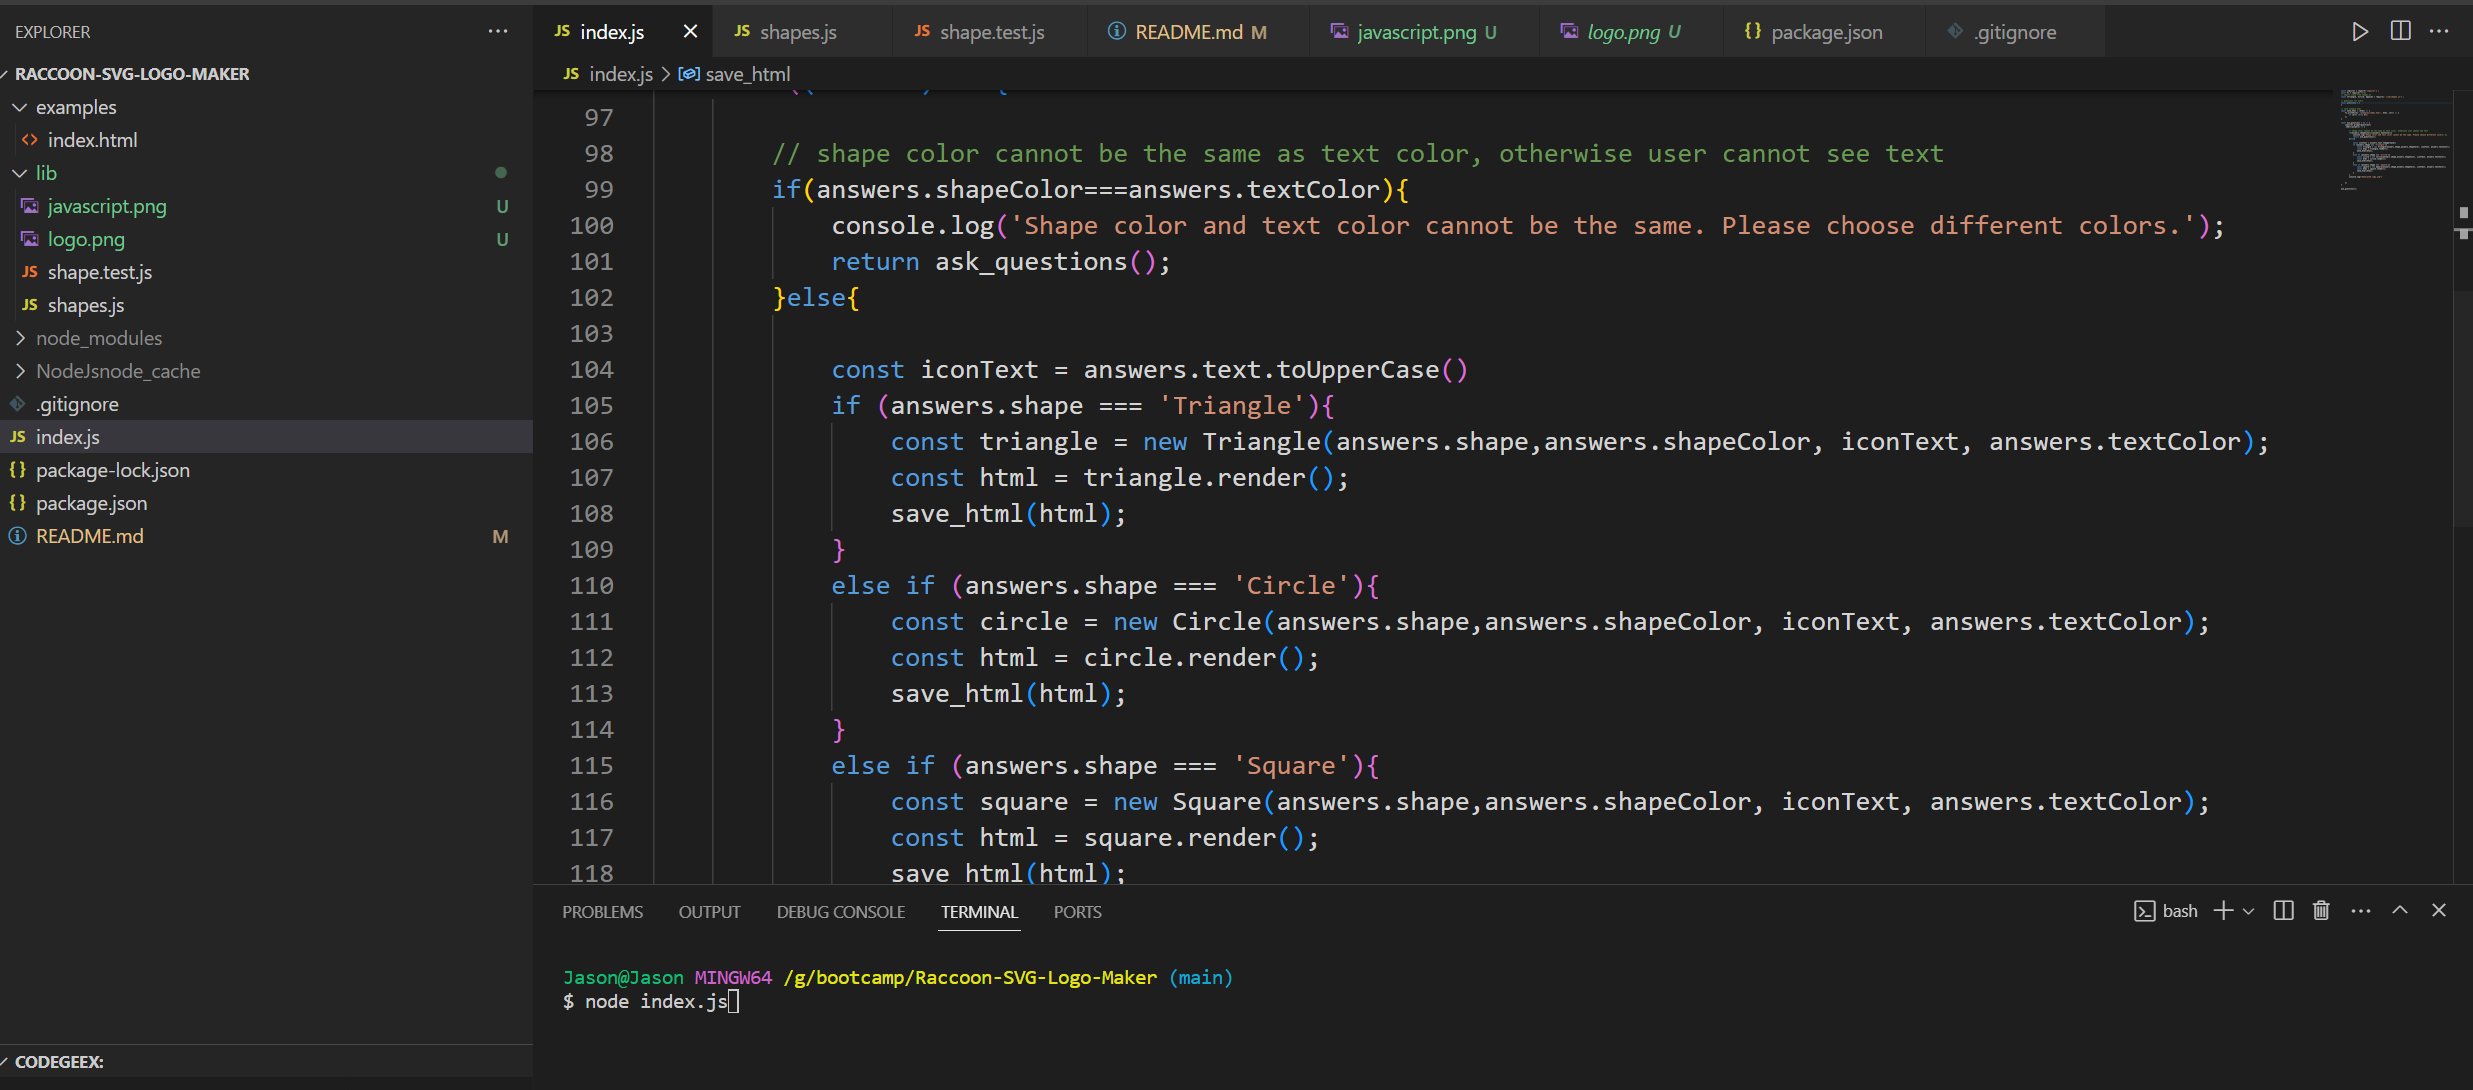 EXPLORER
RACCOON-SVG-LOGO-MAKER
examples
index.html
lib
javascript.png U
logo.png U
shape.test.js
shapes.js
node_modules
NodeJsnode_cache
.gitignore
JS index.js
{} package-lock.json
{} package.json
README.md M
CODEGEEX:
JS index.js
JS shapes.js
JS shape.test.js
README.md M
javascript.png U
logo.png U
{} package.json
.gitignore
JS index.js > save_html
97
98 // shape color cannot be the same as text color, otherwise user cannot see text
99 if(answers.shapeColor===answers.textColor){
100 console.log('Shape color and text color cannot be the same. Please choose different colors.');
101 return ask_questions();
102 }else{
103
104 const iconText = answers.text.toUpperCase()
105 if (answers.shape === 'Triangle'){
106 const triangle = new Triangle(answers.shape,answers.shapeColor, iconText, answers.textColor);
107 const html = triangle.render();
108 save_html(html);
109 }
110 else if (answers.shape === 'Circle'){
111 const circle = new Circle(answers.shape,answers.shapeColor, iconText, answers.textColor);
112 const html = circle.render();
113 save_html(html);
114 }
115 else if (answers.shape === 'Square'){
116 const square = new Square(answers.shape,answers.shapeColor, iconText, answers.textColor);
117 const html = square.render();
118 save_html(html);
PROBLEMS OUTPUT DEBUG CONSOLE TERMINAL PORTS
bash
Jason@Jason MINGW64 /g/bootcamp/Raccoon-SVG-Logo-Maker (main)
$ node index.js